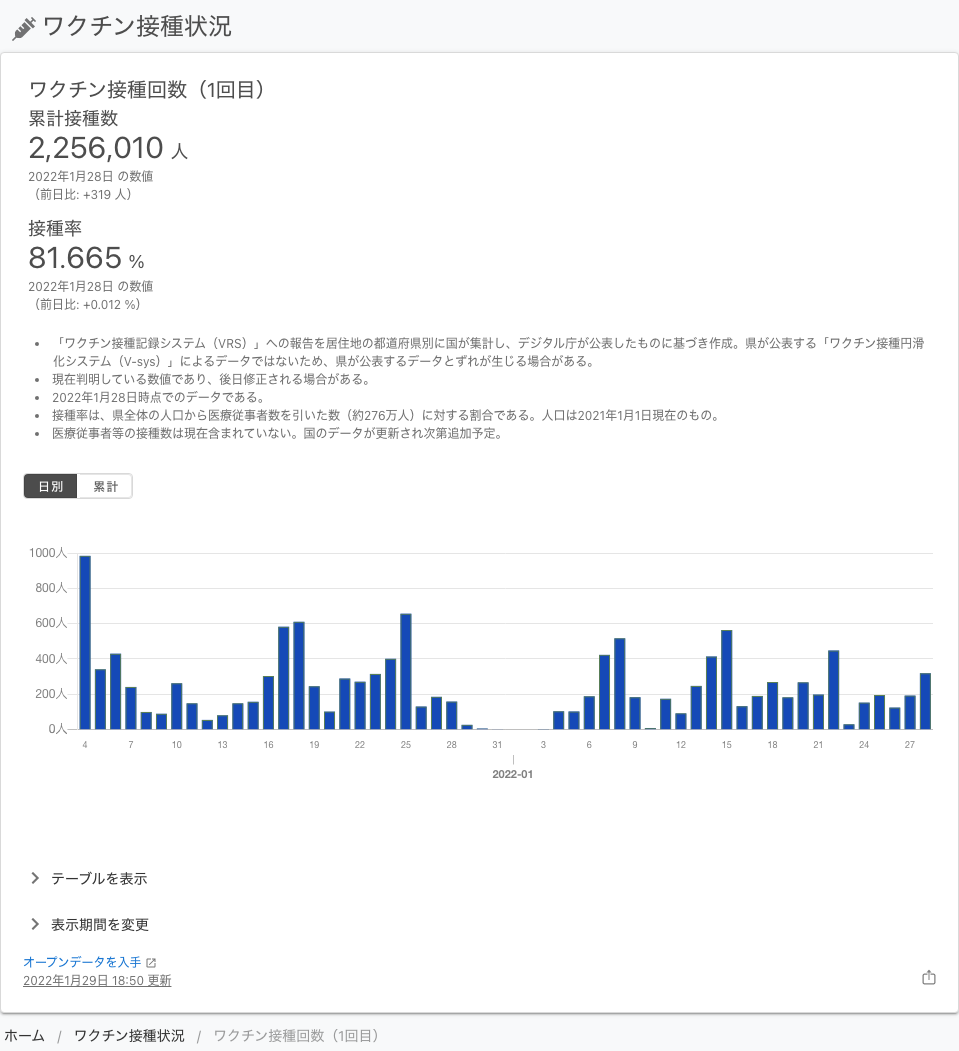 ワクチン接種状況
ワクチン接種回数（1回目）
累計接種数
2,256,010 人
2022年1月28日 の数値
（前日比: +319 人）
接種率
81.665 %
2022年1月28日 の数値
（前日比: +0.012 %）
• 「ワクチン接種記録システム（VRS）」への報告を居住地の都道府県別に国が集計し、デジタル庁が公表したものに基づき作成。県が公表する「ワクチン接種円滑
化システム（V-sys）」によるデータではないため、県が公表するデータとずれが生じる場合がある。
• 現在判明している数値であり、後日修正される場合がある。
• 2022年1月28日時点でのデータである。
• 接種率は、県全体の人口から医療従事者数を引いた数（約276万人）に対する割合である。人口は2021年1月1日現在のもの。
• 医療従事者等の接種数は現在含まれていない。国のデータが更新され次第追加予定。
日別 累計
1000人
800人
600人
400人
200人
0人
4 7 10 13 16 19 22 25 28 31 3 6 9 12 15 18 21 24 27
2022-01
テーブルを表示
表示期間を変更
オープンデータを入手
2022年1月29日 18:50 更新
ホーム / ワクチン接種状況 / ワクチン接種回数（1回目）